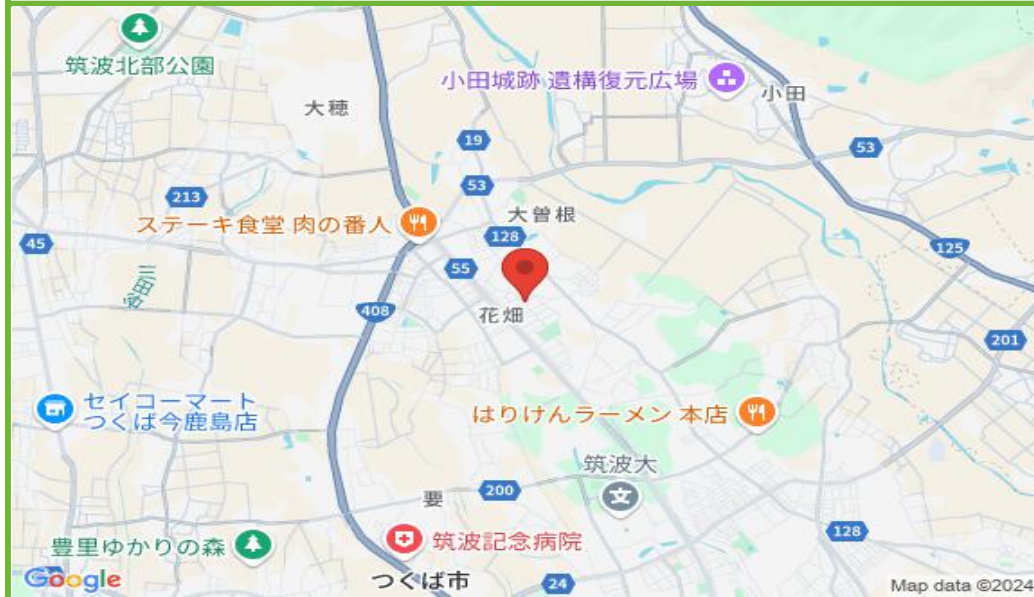 筑波北部公園
大穂
小田城跡 遺構復元広場
小田
19
53
53
213
ステーキ食堂 肉の番人
大曽根
128
45
125
55
408
花畑
201
セイコーマート
つくば今鹿島店
はりけんラーメン 本店
筑波大
文
要
200
128
豊里ゆかりの森
筑波記念病院
つくば市
24
Google
Map data ©2024